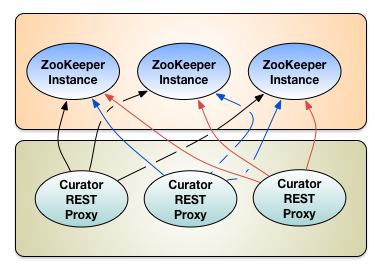 ZooKeeper
Instance
ZooKeeper
Instance
ZooKeeper
Instance
Curator
REST
Proxy
Curator
REST
Proxy
Curator
REST
Proxy